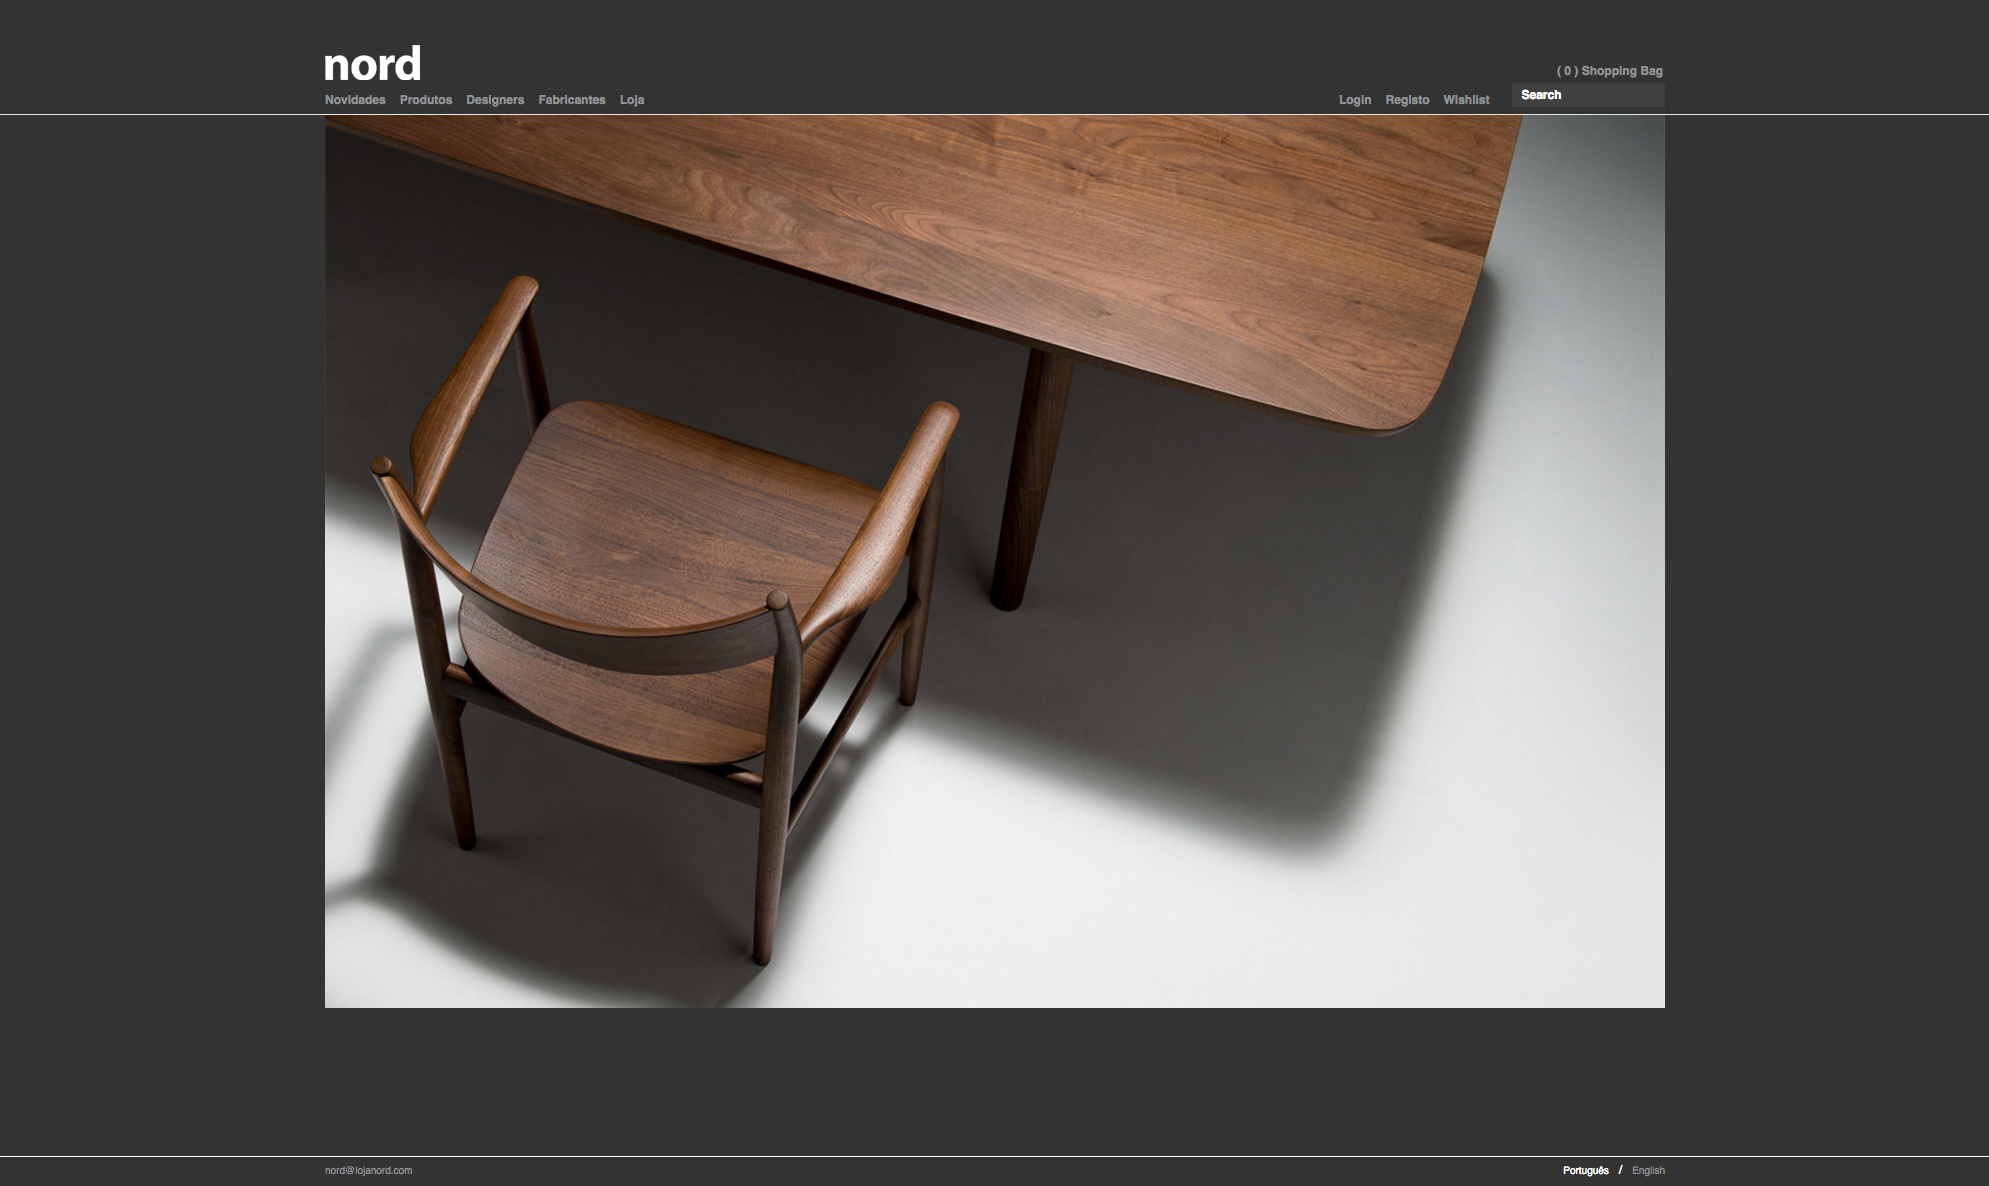 nord
( 0 ) Shopping Bag
Novidades Produtos Designers Fabricantes Loja Login Registo Wishlist Search
nord@lojanord.com Português / English